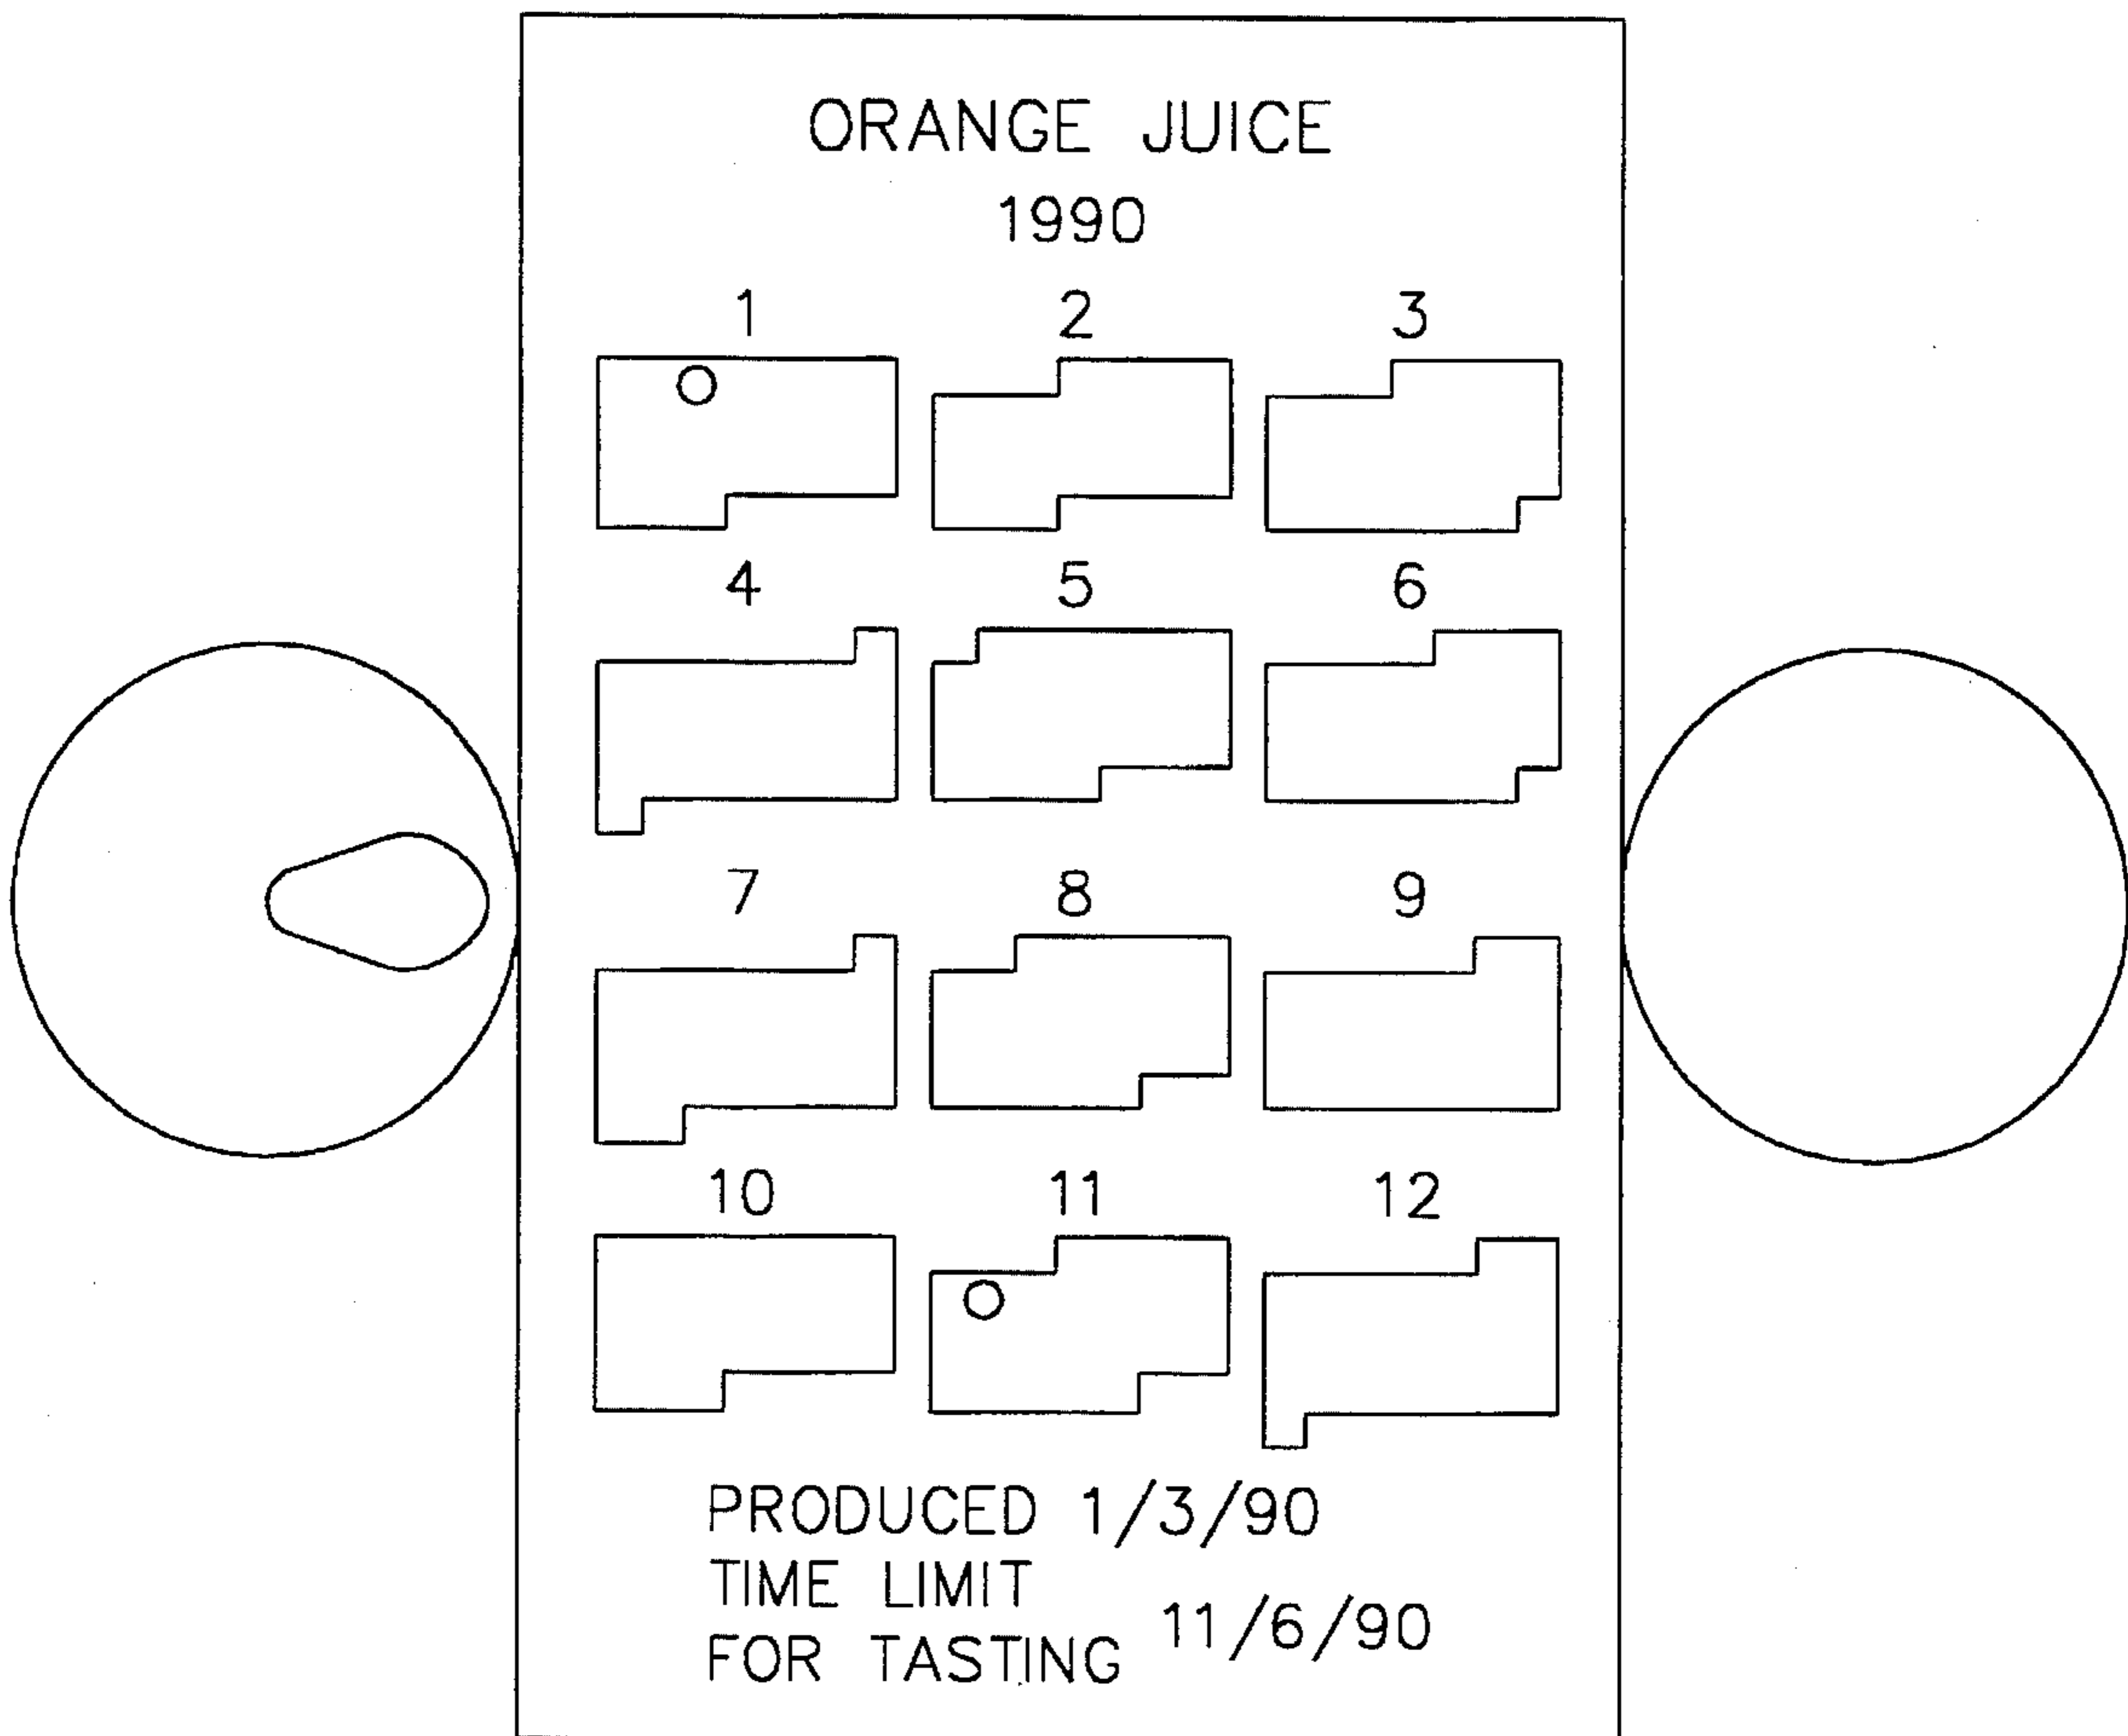 ORANGE JUICE
1990
1 2 3
4 5 6
7 8 9
10 11 12
PRODUCED 1/3/90
TIME LIMIT
FOR TASTING 11/6/90